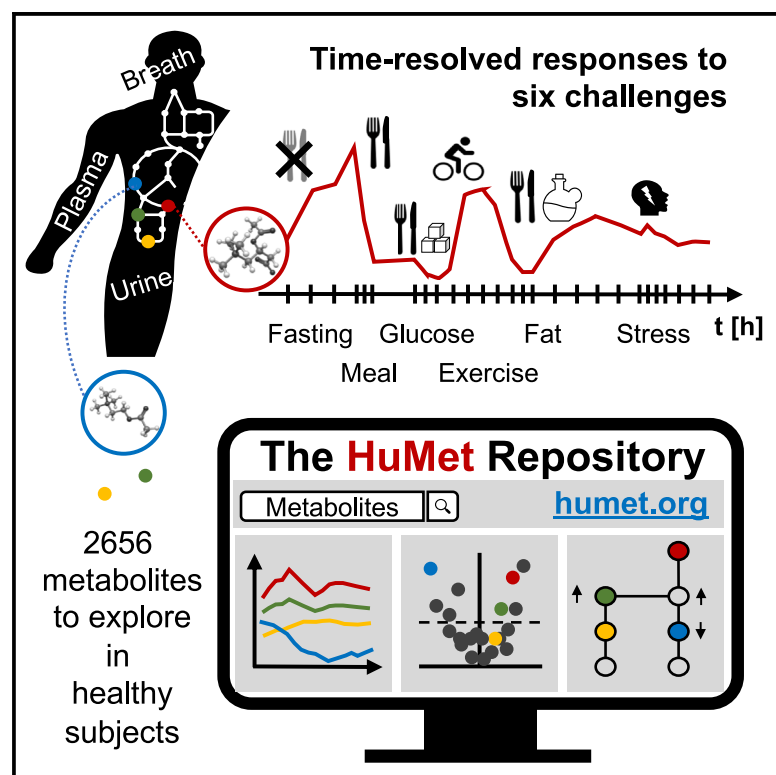 Time-resolved responses to
six challenges
Breath
Plasma
Urine
Fasting
Glucose
Fat
Stress
t [h]
Meal
Exercise
2656
metabolites
to explore
in
healthy
subjects
The HuMet Repository
Metabolites
humet.org